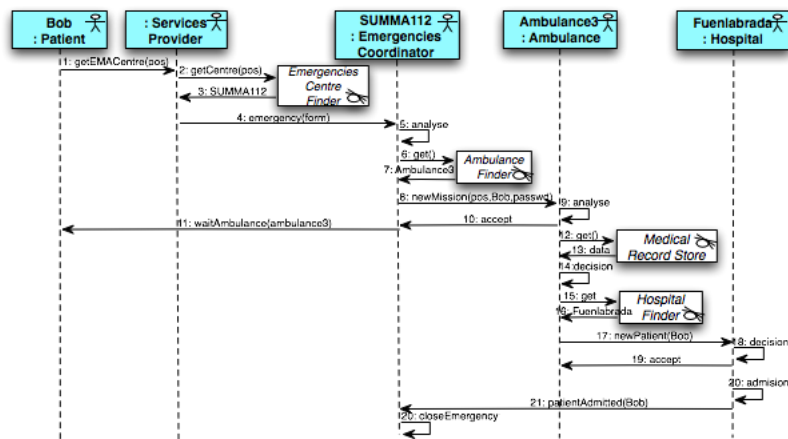 Bob
: Patient
: Services
Provider
SUMMA112
: Emergencies
Coordinator
Ambulance3
: Ambulance
Fuenlabrada
: Hospital
1: getEMACentre(pos)
2: getCentre(pos)
Emergencies
Centre
Finder
3: SUMMA112
4: emergency(form)
5: analyse
6: get()
Ambulance
Finder
7: Ambulance3
8: newMission(pos,Bob,passwd)
9: analyse
10: accept
11: waitAmbulance(ambulance3)
12: get()
Medical
Record Store
13: data
14:decision
15: get
Hospital
Finder
16: Fuenlabrada
17: newPatient(Bob)
18: decision
19: accept
20: admision
21: patientAdmitted(Bob)
20: closeEmergency